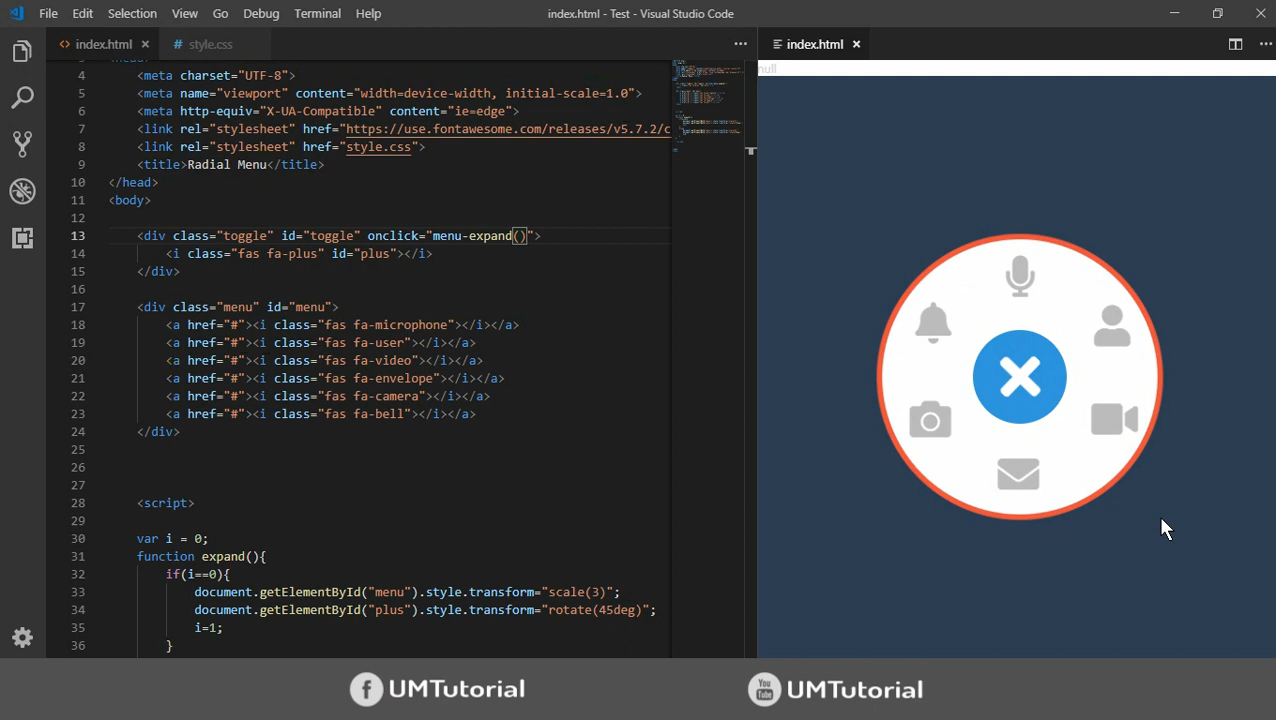 File Edit Selection View Go Debug Terminal Help
index.html - Test - Visual Studio Code
index.html
style.css
4 <meta charset="UTF-8">
5 <meta name="viewport" content="width=device-width, initial-scale=1.0">
6 <meta http-equiv="X-UA-Compatible" content="ie=edge">
7 <link rel="stylesheet" href="https://use.fontawesome.com/releases/v5.7.2/c
8 <link rel="stylesheet" href="style.css">
9 <title>Radial Menu</title>
10 </head>
11 <body>
12
13 <div class="toggle" id="toggle" onclick="menu-expand()">
14 <i class="fas fa-plus" id="plus"></i>
15 </div>
16
17 <div class="menu" id="menu">
18 <a href="#"><i class="fas fa-microphone"></i></a>
19 <a href="#"><i class="fas fa-user"></i></a>
20 <a href="#"><i class="fas fa-video"></i></a>
21 <a href="#"><i class="fas fa-envelope"></i></a>
22 <a href="#"><i class="fas fa-camera"></i></a>
23 <a href="#"><i class="fas fa-bell"></i></a>
24 </div>
25
26
27
28 <script>
29
30 var i = 0;
31 function expand(){
32 if(i==0){
33 document.getElementById("menu").style.transform="scale(3)";
34 document.getElementById("plus").style.transform="rotate(45deg)";
35 i=1;
36 }
index.html
null
f UMTutorial
You Tube UMTutorial